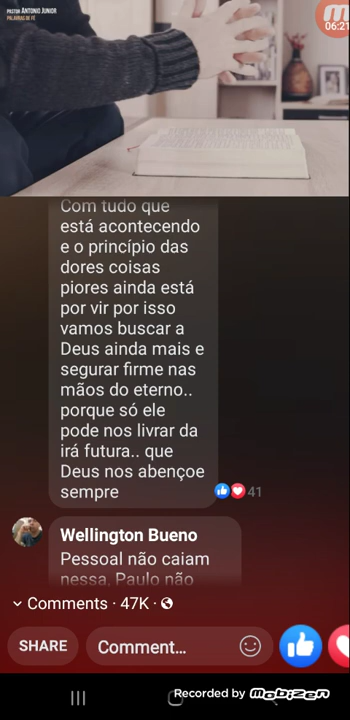 PASTOR ANTONIO JUNIOR
PALAVRAS DE FÉ
06:21
Com tudo que
está acontecendo
e o princípio das
dores coisas
piores ainda está
por vir por isso
vamos buscar a
Deus ainda mais e
segurar firme nas
mãos do eterno..
porque só ele
pode nos livrar da
irá futura.. que
Deus nos abençoe
sempre
41
Wellington Bueno
Pessoal não caiam
nessa, Paulo não
Comments · 47K ·
SHARE
Comment...
Recorded by Mobizen